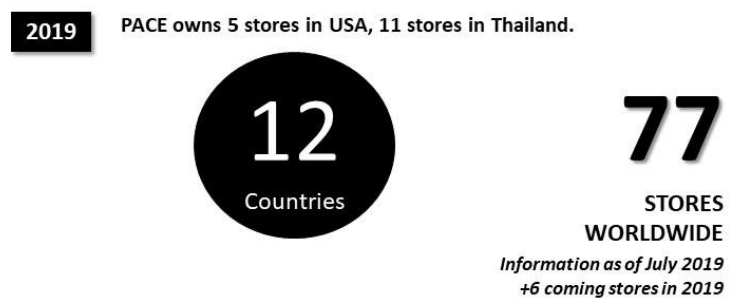 2019
PACE owns 5 stores in USA, 11 stores in Thailand.
12
Countries
77
STORES
WORLDWIDE
Information as of July 2019
+6 coming stores in 2019